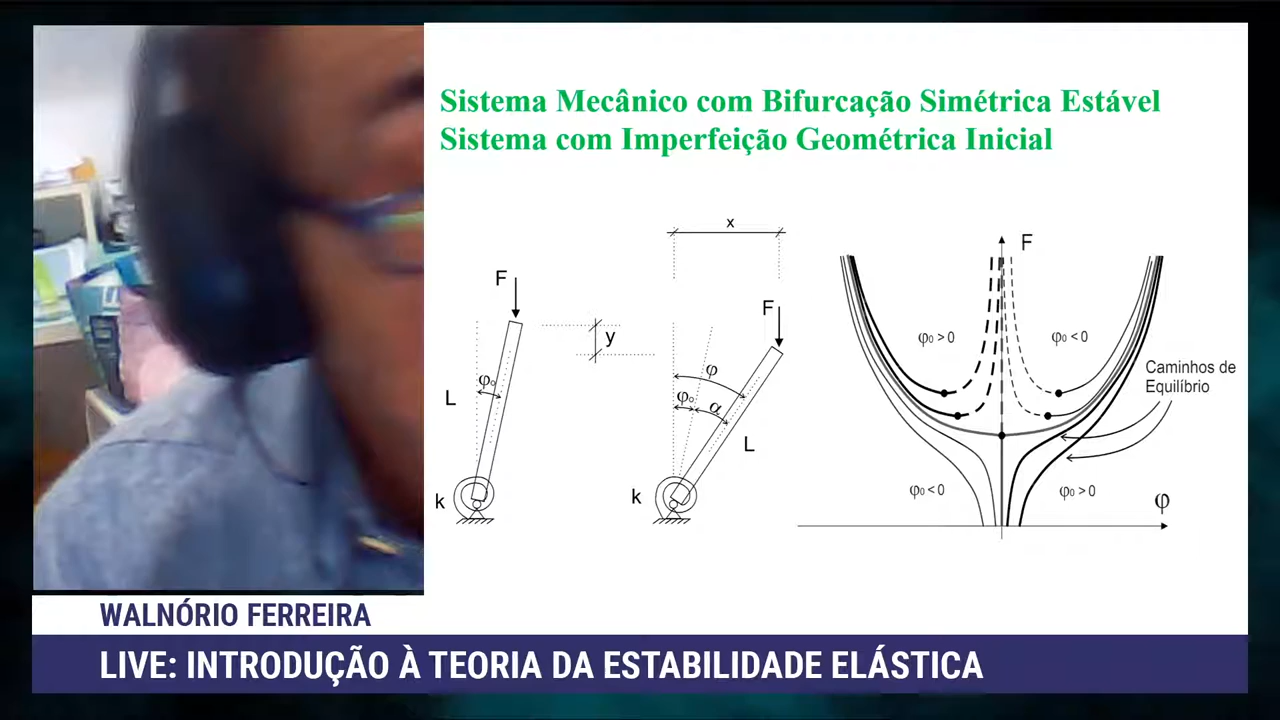 Sistema Mecânico com Bifurcação Simétrica Estável
Sistema com Imperfeição Geométrica Inicial
x
F
F
F
y
φ₀ > 0
φ₀ < 0
Caminhos de
Equilíbrio
φ
φ₀
φ₀
α
L
L
k
k
φ₀ < 0
φ₀ > 0
φ
WALNÓRIO FERREIRA
LIVE: INTRODUÇÃO À TEORIA DA ESTABILIDADE ELÁSTICA